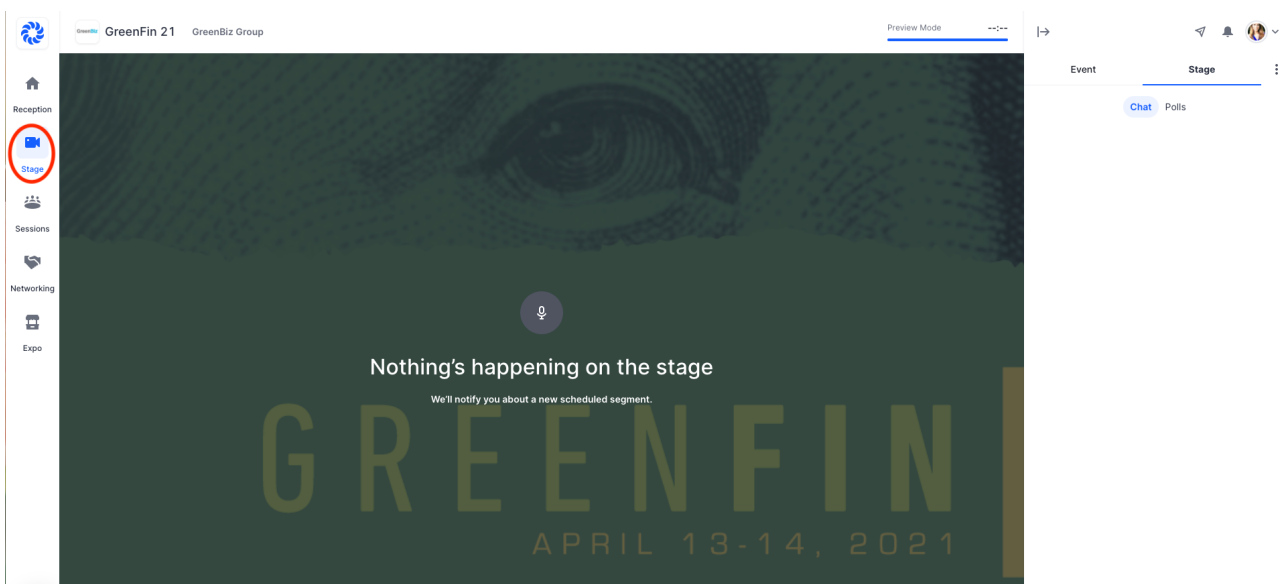 GreenBiz
GreenFin 21 GreenBiz Group
Preview Mode --:--
Reception
Stage
Sessions
Networking
Expo
Nothing's happening on the stage
We'll notify you about a new scheduled segment.
GREENFIN
APRIL 13-14, 2021
Event Stage
Chat Polls